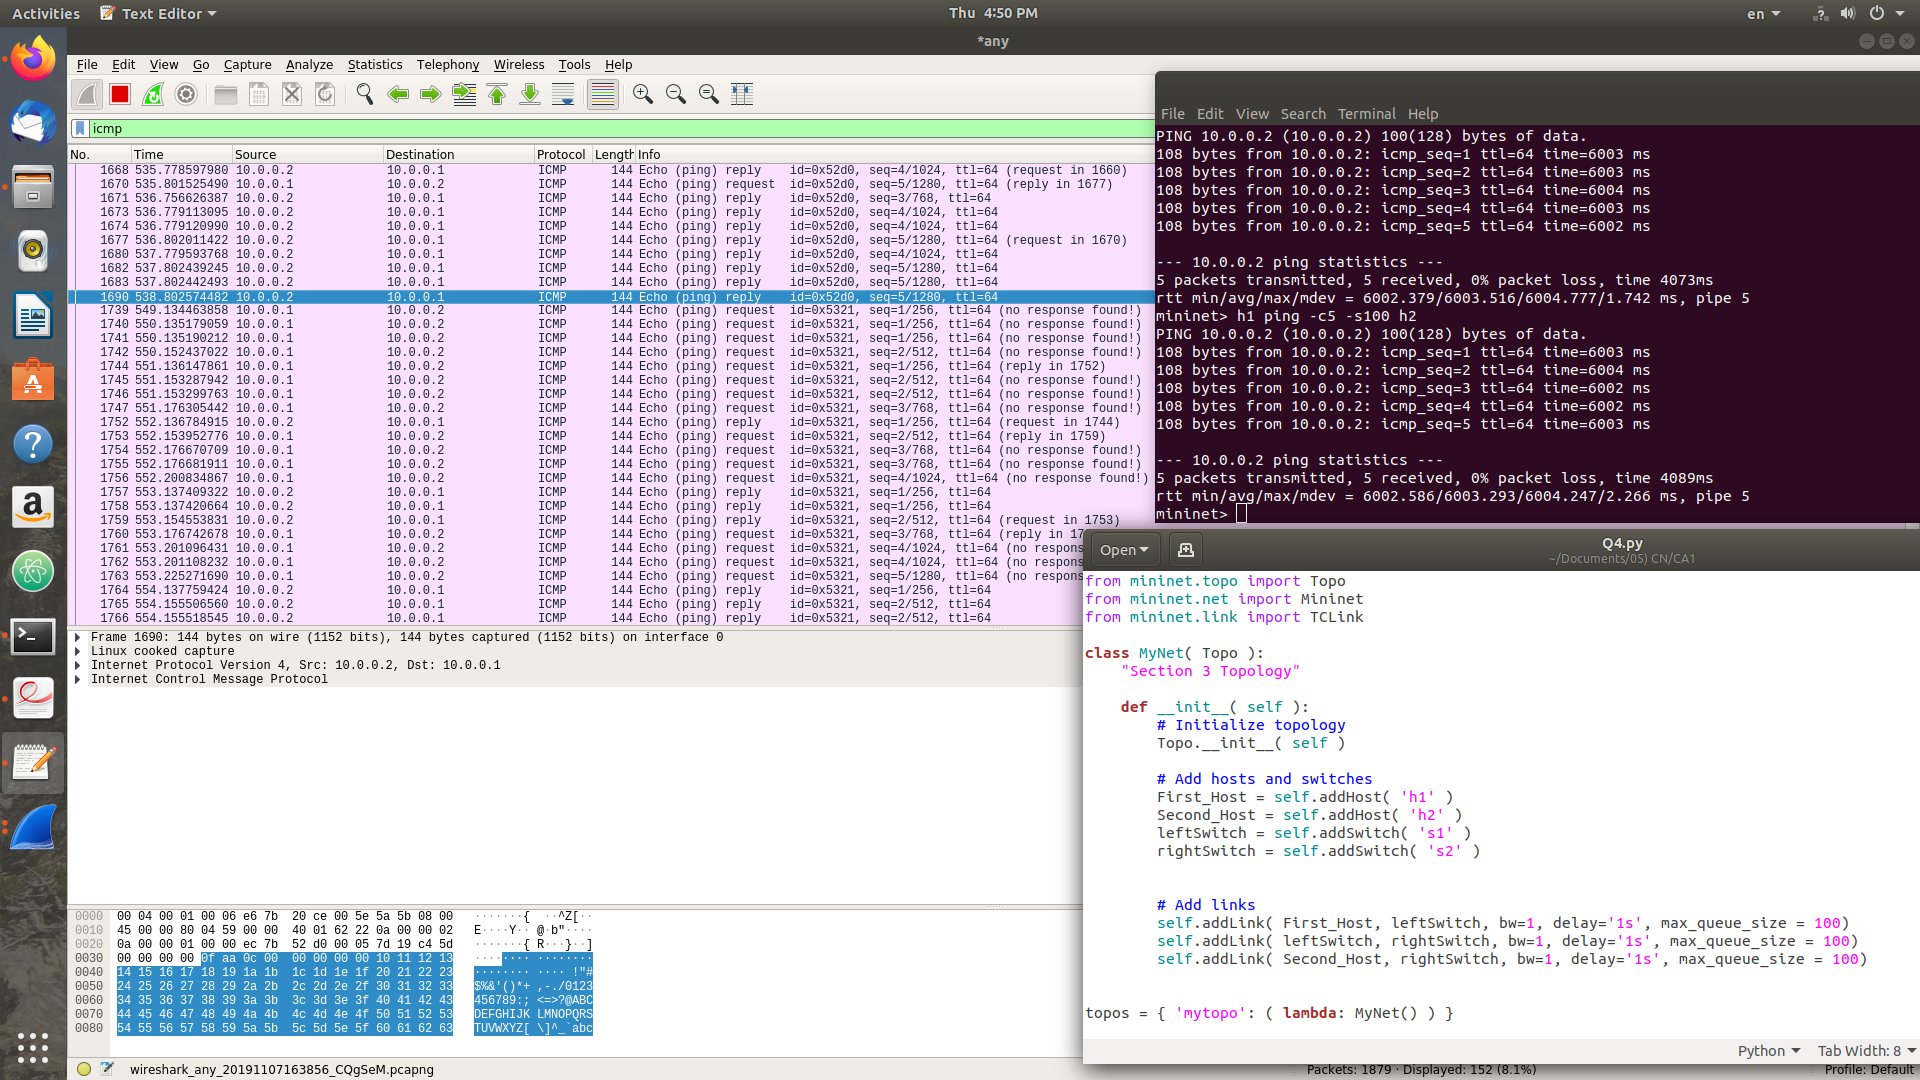 Activities Text Editor Thu 4:50 PM en
*any
File Edit View Go Capture Analyze Statistics Telephony Wireless Tools Help
icmp
No. Time Source Destination Protocol Length Info
1668 535.778597980 10.0.0.2 10.0.0.1 ICMP 144 Echo (ping) reply id=0x52d0, seq=4/1024, ttl=64 (request in 1660)
1670 535.801525490 10.0.0.1 10.0.0.2 ICMP 144 Echo (ping) request id=0x52d0, seq=5/1280, ttl=64 (reply in 1677)
1671 536.756626387 10.0.0.2 10.0.0.1 ICMP 144 Echo (ping) reply id=0x52d0, seq=3/768, ttl=64
1673 536.779113095 10.0.0.2 10.0.0.1 ICMP 144 Echo (ping) reply id=0x52d0, seq=4/1024, ttl=64
1674 536.779120990 10.0.0.2 10.0.0.1 ICMP 144 Echo (ping) reply id=0x52d0, seq=4/1024, ttl=64
1677 536.802011422 10.0.0.2 10.0.0.1 ICMP 144 Echo (ping) reply id=0x52d0, seq=5/1280, ttl=64 (request in 1670)
1680 537.779593768 10.0.0.2 10.0.0.1 ICMP 144 Echo (ping) reply id=0x52d0, seq=4/1024, ttl=64
1682 537.802439245 10.0.0.2 10.0.0.1 ICMP 144 Echo (ping) reply id=0x52d0, seq=5/1280, ttl=64
1683 537.802442493 10.0.0.2 10.0.0.1 ICMP 144 Echo (ping) reply id=0x52d0, seq=5/1280, ttl=64
1690 538.802574482 10.0.0.2 10.0.0.1 ICMP 144 Echo (ping) reply id=0x52d0, seq=5/1280, ttl=64
1739 549.134463858 10.0.0.1 10.0.0.2 ICMP 144 Echo (ping) request id=0x5321, seq=1/256, ttl=64 (no response found!)
1740 550.135179059 10.0.0.1 10.0.0.2 ICMP 144 Echo (ping) request id=0x5321, seq=1/256, ttl=64 (no response found!)
1741 550.135190212 10.0.0.1 10.0.0.2 ICMP 144 Echo (ping) request id=0x5321, seq=1/256, ttl=64 (no response found!)
1742 550.152437022 10.0.0.1 10.0.0.2 ICMP 144 Echo (ping) request id=0x5321, seq=2/512, ttl=64 (no response found!)
1744 551.136147861 10.0.0.1 10.0.0.2 ICMP 144 Echo (ping) request id=0x5321, seq=1/256, ttl=64 (reply in 1752)
1745 551.153287942 10.0.0.1 10.0.0.2 ICMP 144 Echo (ping) request id=0x5321, seq=2/512, ttl=64 (no response found!)
1746 551.153299763 10.0.0.1 10.0.0.2 ICMP 144 Echo (ping) request id=0x5321, seq=2/512, ttl=64 (no response found!)
1747 551.176305442 10.0.0.1 10.0.0.2 ICMP 144 Echo (ping) request id=0x5321, seq=3/768, ttl=64 (no response found!)
1752 552.136784915 10.0.0.2 10.0.0.1 ICMP 144 Echo (ping) reply id=0x5321, seq=1/256, ttl=64 (request in 1744)
1753 552.153952776 10.0.0.1 10.0.0.2 ICMP 144 Echo (ping) request id=0x5321, seq=2/512, ttl=64 (reply in 1759)
1754 552.176670709 10.0.0.1 10.0.0.2 ICMP 144 Echo (ping) request id=0x5321, seq=3/768, ttl=64 (no response found!)
1755 552.176681911 10.0.0.1 10.0.0.2 ICMP 144 Echo (ping) request id=0x5321, seq=3/768, ttl=64 (no response found!)
1756 552.200834867 10.0.0.1 10.0.0.2 ICMP 144 Echo (ping) request id=0x5321, seq=4/1024, ttl=64 (no response found!)
1757 553.137409322 10.0.0.2 10.0.0.1 ICMP 144 Echo (ping) reply id=0x5321, seq=1/256, ttl=64
1758 553.137420664 10.0.0.2 10.0.0.1 ICMP 144 Echo (ping) reply id=0x5321, seq=1/256, ttl=64
1759 553.154553831 10.0.0.2 10.0.0.1 ICMP 144 Echo (ping) reply id=0x5321, seq=2/512, ttl=64 (request in 1753)
1760 553.176742678 10.0.0.1 10.0.0.2 ICMP 144 Echo (ping) request id=0x5321, seq=3/768, ttl=64 (reply in 17
1761 553.201096431 10.0.0.1 10.0.0.2 ICMP 144 Echo (ping) request id=0x5321, seq=4/1024, ttl=64 (no respons
1762 553.201108232 10.0.0.1 10.0.0.2 ICMP 144 Echo (ping) request id=0x5321, seq=4/1024, ttl=64 (no respons
1763 553.225271690 10.0.0.1 10.0.0.2 ICMP 144 Echo (ping) request id=0x5321, seq=5/1280, ttl=64 (no respons
1764 554.137759424 10.0.0.2 10.0.0.1 ICMP 144 Echo (ping) reply id=0x5321, seq=1/256, ttl=64
1765 554.155506560 10.0.0.2 10.0.0.1 ICMP 144 Echo (ping) reply id=0x5321, seq=2/512, ttl=64
1766 554.155518545 10.0.0.2 10.0.0.1 ICMP 144 Echo (ping) reply id=0x5321, seq=2/512, ttl=64
Frame 1690: 144 bytes on wire (1152 bits), 144 bytes captured (1152 bits) on interface 0
Linux cooked capture
Internet Protocol Version 4, Src: 10.0.0.2, Dst: 10.0.0.1
Internet Control Message Protocol
0000 00 04 00 01 00 06 e6 7b 20 ce 00 5e 5a 5b 08 00 ·······{ ··^Z[··
0010 45 00 00 80 04 59 00 00 40 01 62 22 0a 00 00 02 E····Y·· @·b"····
0020 0a 00 00 01 00 00 ec 7b 52 d0 00 05 7d 19 c4 5d ·······{ R···}··]
0030 00 00 00 00 0f aa 0c 00 00 00 00 00 10 11 12 13 ········ ········
0040 14 15 16 17 18 19 1a 1b 1c 1d 1e 1f 20 21 22 23 ········ ···· !"#
0050 24 25 26 27 28 29 2a 2b 2c 2d 2e 2f 30 31 32 33 $%&'()*+ ,-./0123
0060 34 35 36 37 38 39 3a 3b 3c 3d 3e 3f 40 41 42 43 456789:; <=>?@ABC
0070 44 45 46 47 48 49 4a 4b 4c 4d 4e 4f 50 51 52 53 DEFGHIJK LMNOPQRS
0080 54 55 56 57 58 59 5a 5b 5c 5d 5e 5f 60 61 62 63 TUVWXYZ[ \]^_`abc
wireshark_any_20191107163856_CQgSeM.pcapng Packets: 1879 · Displayed: 152 (8.1%) Profile: Default
File Edit View Search Terminal Help
PING 10.0.0.2 (10.0.0.2) 100(128) bytes of data.
108 bytes from 10.0.0.2: icmp_seq=1 ttl=64 time=6003 ms
108 bytes from 10.0.0.2: icmp_seq=2 ttl=64 time=6003 ms
108 bytes from 10.0.0.2: icmp_seq=3 ttl=64 time=6004 ms
108 bytes from 10.0.0.2: icmp_seq=4 ttl=64 time=6003 ms
108 bytes from 10.0.0.2: icmp_seq=5 ttl=64 time=6002 ms
--- 10.0.0.2 ping statistics ---
5 packets transmitted, 5 received, 0% packet loss, time 4073ms
rtt min/avg/max/mdev = 6002.379/6003.516/6004.777/1.742 ms, pipe 5
mininet> h1 ping -c5 -s100 h2
PING 10.0.0.2 (10.0.0.2) 100(128) bytes of data.
108 bytes from 10.0.0.2: icmp_seq=1 ttl=64 time=6003 ms
108 bytes from 10.0.0.2: icmp_seq=2 ttl=64 time=6004 ms
108 bytes from 10.0.0.2: icmp_seq=3 ttl=64 time=6002 ms
108 bytes from 10.0.0.2: icmp_seq=4 ttl=64 time=6002 ms
108 bytes from 10.0.0.2: icmp_seq=5 ttl=64 time=6003 ms
--- 10.0.0.2 ping statistics ---
5 packets transmitted, 5 received, 0% packet loss, time 4089ms
rtt min/avg/max/mdev = 6002.586/6003.293/6004.247/2.266 ms, pipe 5
mininet>
Open Q4.py
~/Documents/05) CN/CA1
from mininet.topo import Topo
from mininet.net import Mininet
from mininet.link import TCLink
class MyNet( Topo ):
"Section 3 Topology"
def __init__( self ):
# Initialize topology
Topo.__init__( self )
# Add hosts and switches
First_Host = self.addHost( 'h1' )
Second_Host = self.addHost( 'h2' )
leftSwitch = self.addSwitch( 's1' )
rightSwitch = self.addSwitch( 's2' )
# Add links
self.addLink( First_Host, leftSwitch, bw=1, delay='1s', max_queue_size = 100)
self.addLink( leftSwitch, rightSwitch, bw=1, delay='1s', max_queue_size = 100)
self.addLink( Second_Host, rightSwitch, bw=1, delay='1s', max_queue_size = 100)
topos = { 'mytopo': ( lambda: MyNet() ) }
Python Tab Width: 8